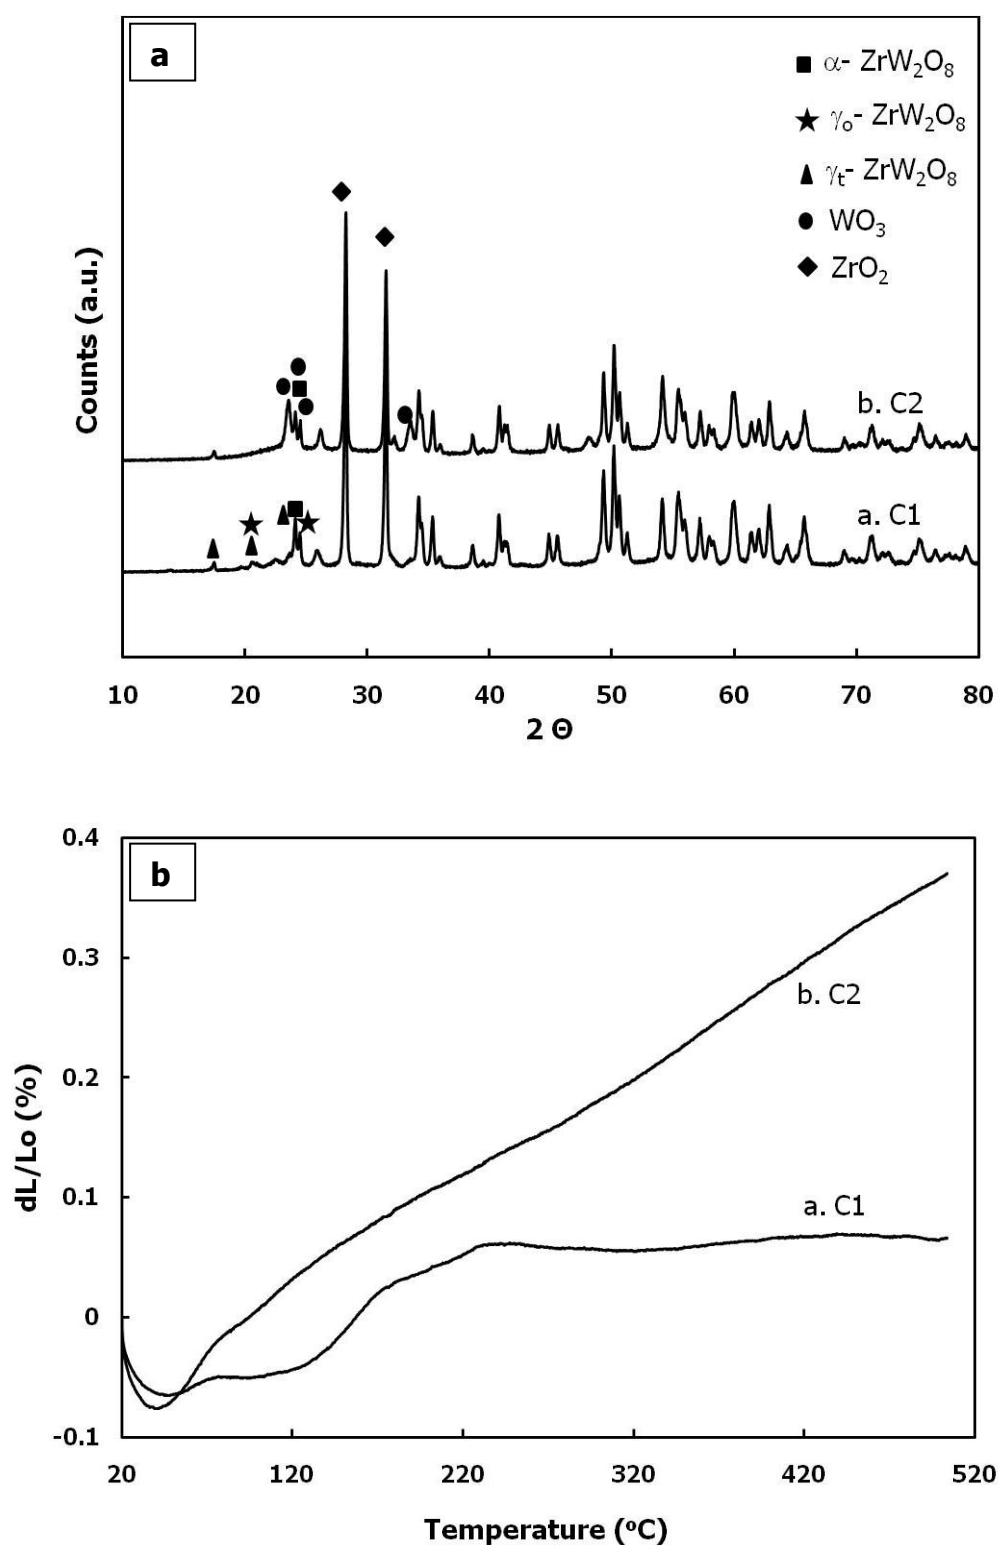 a
■ α- ZrW₂O₈
★ γₒ- ZrW₂O₈
▲ γₜ- ZrW₂O₈
● WO₃
◆ ZrO₂
Counts (a.u.)
b. C2
a. C1
10 20 30 40 50 60 70 80
2 Θ
b
0.4
0.3
0.2
0.1
0
-0.1
dL/Lo (%)
b. C2
a. C1
20 120 220 320 420 520
Temperature (ᵒC)